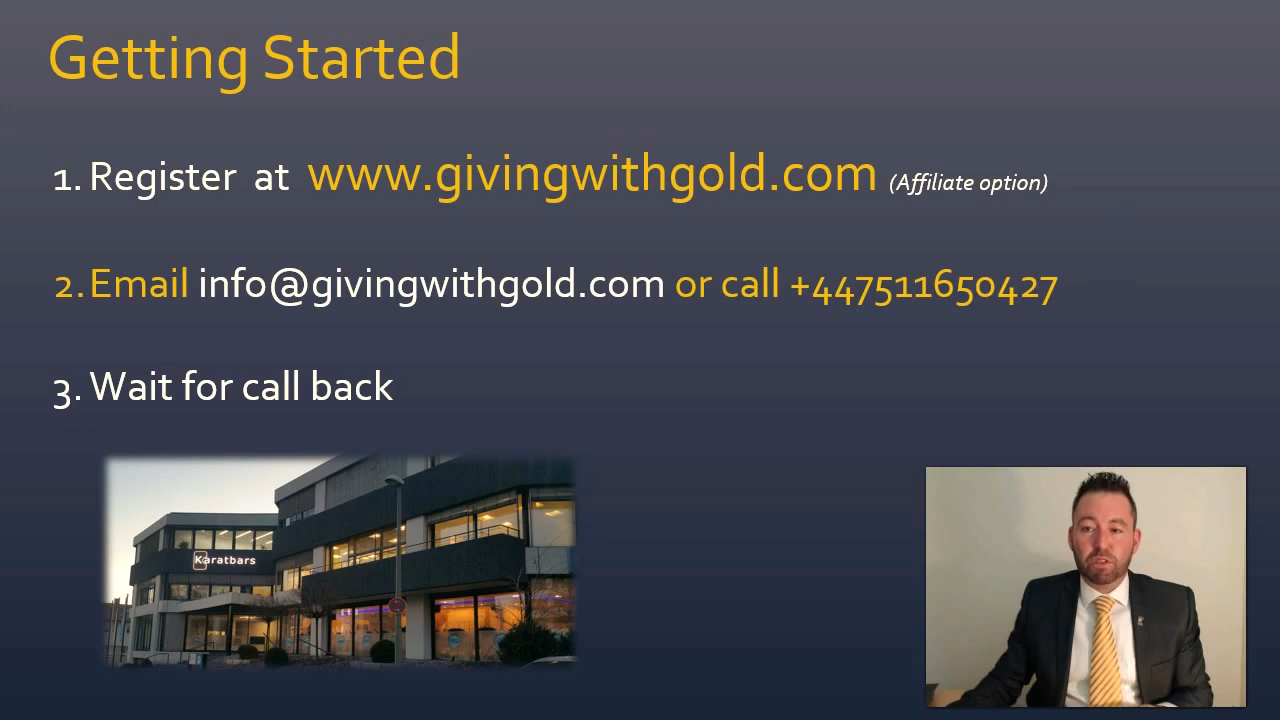 Getting Started
1. Register at www.givingwithgold.com (Affiliate option)
2. Email info@givingwithgold.com or call +447511650427
3. Wait for call back
Karatbars